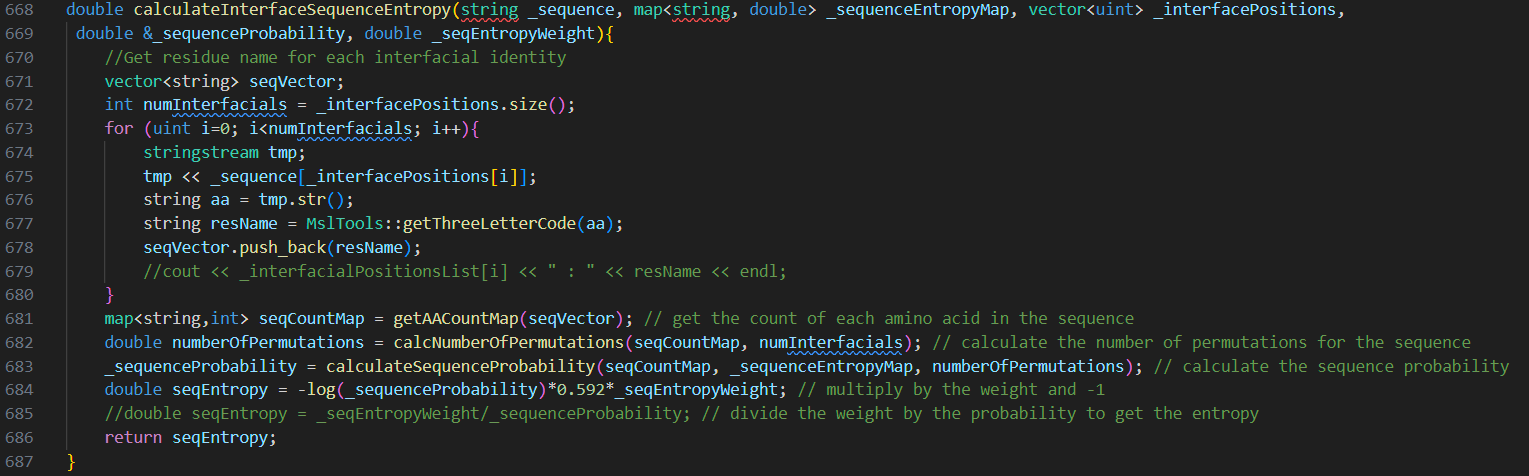 668 double calculateInterfaceSequenceEntropy(string _sequence, map<string, double> _sequenceEntropyMap, vector<uint> _interfacePositions,
669 double &_sequenceProbability, double _seqEntropyWeight){
670 //Get residue name for each interfacial identity
671 vector<string> seqVector;
672 int numInterfacials = _interfacePositions.size();
673 for (uint i=0; i<numInterfacials; i++){
674 stringstream tmp;
675 tmp << _sequence[_interfacePositions[i]];
676 string aa = tmp.str();
677 string resName = MslTools::getThreeLetterCode(aa);
678 seqVector.push_back(resName);
679 //cout << _interfacialPositionsList[i] << " : " << resName << endl;
680 }
681 map<string,int> seqCountMap = getAACountMap(seqVector); // get the count of each amino acid in the sequence
682 double numberOfPermutations = calcNumberOfPermutations(seqCountMap, numInterfacials); // calculate the number of permutations for the sequence
683 _sequenceProbability = calculateSequenceProbability(seqCountMap, _sequenceEntropyMap, numberOfPermutations); // calculate the sequence probability
684 double seqEntropy = -log(_sequenceProbability)*0.592*_seqEntropyWeight; // multiply by the weight and -1
685 //double seqEntropy = _seqEntropyWeight/_sequenceProbability; // divide the weight by the probability to get the entropy
686 return seqEntropy;
687 }